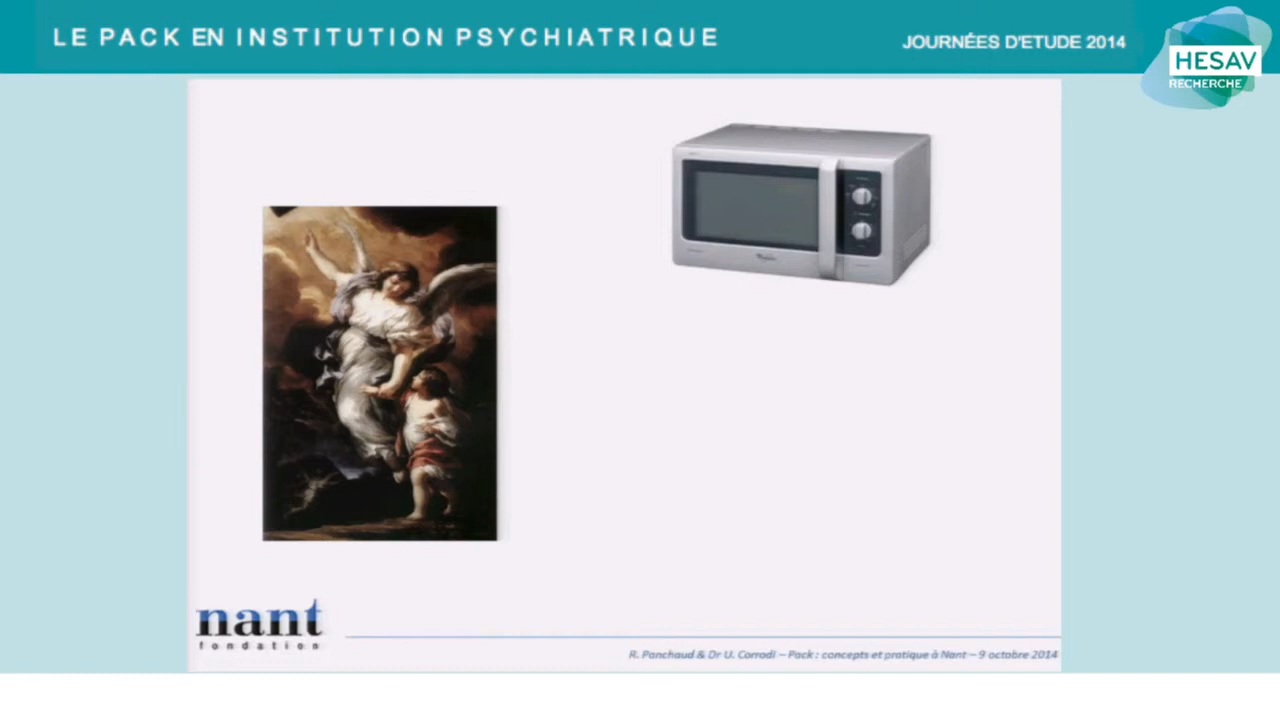 LE PACK EN INSTITUTION PSYCHIATRIQUE
JOURNÉES D'ETUDE 2014
HESAV
RECHERCHE
nant
fondation
R. Panchaud & Dr U. Corrodi – Pack : concepts et pratique à Nant – 9 octobre 2014